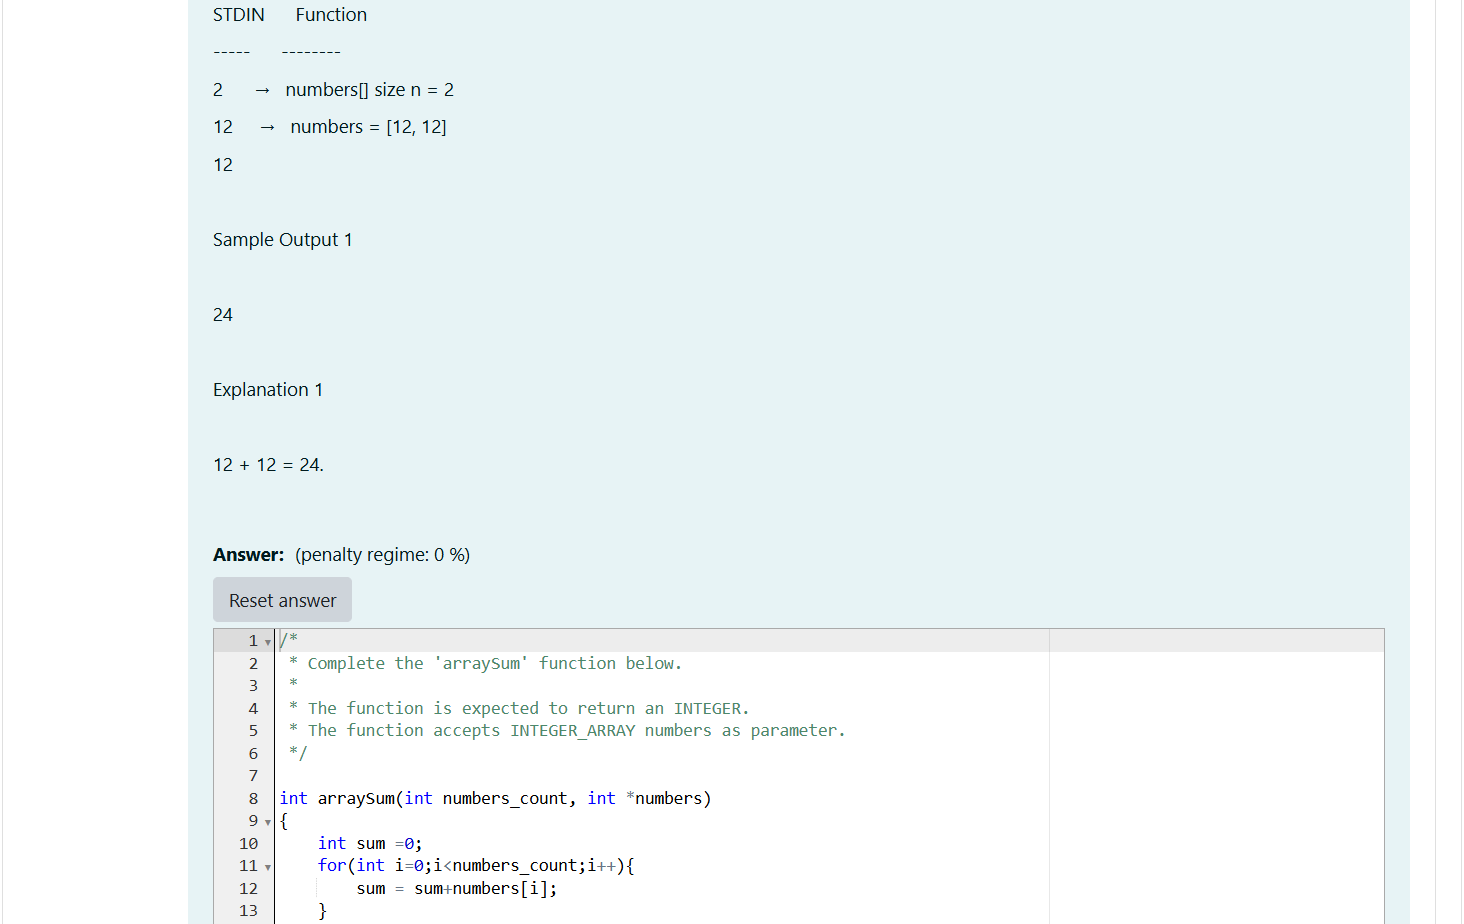 STDIN Function
----- --------
2 → numbers[] size n = 2
12 → numbers = [12, 12]
12
Sample Output 1
24
Explanation 1
12 + 12 = 24.
Answer: (penalty regime: 0 %)
Reset answer
1 /*
2 * Complete the 'arraySum' function below.
3 *
4 * The function is expected to return an INTEGER.
5 * The function accepts INTEGER_ARRAY numbers as parameter.
6 */
7
8 int arraySum(int numbers_count, int *numbers)
9 {
10 int sum =0;
11 for(int i=0;i<numbers_count;i++){
12 sum = sum+numbers[i];
13 }